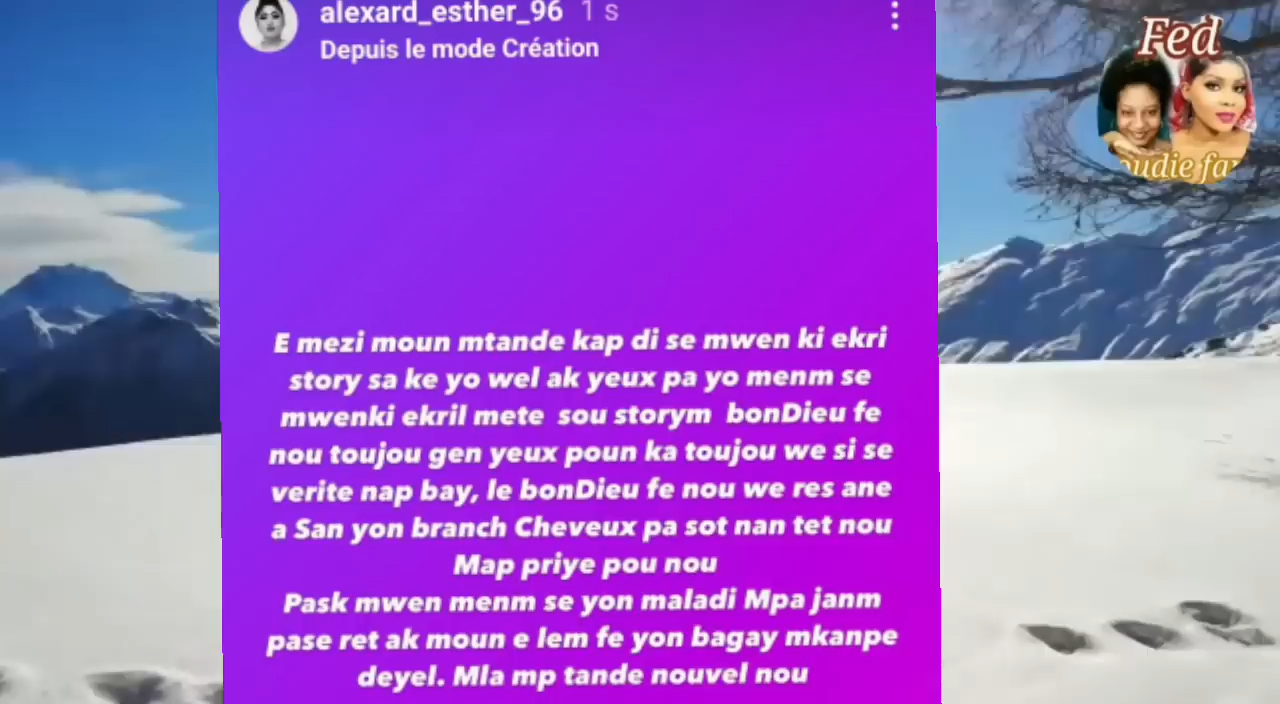 alexard_esther_96 1 s
Depuis le mode Création
Fed
oudie fa
E mezi moun mtande kap di se mwen ki ekri
story sa ke yo wel ak yeux pa yo menm se
mwenki ekril mete sou storym bonDieu fe
nou toujou gen yeux poun ka toujou we si se
verite nap bay, le bonDieu fe nou we res ane
a San yon branch Cheveux pa sot nan tet nou
Map priye pou nou
Pask mwen menm se yon maladi Mpa janm
pase ret ak moun e lem fe yon bagay mkanpe
deyel. Mla mp tande nouvel nou